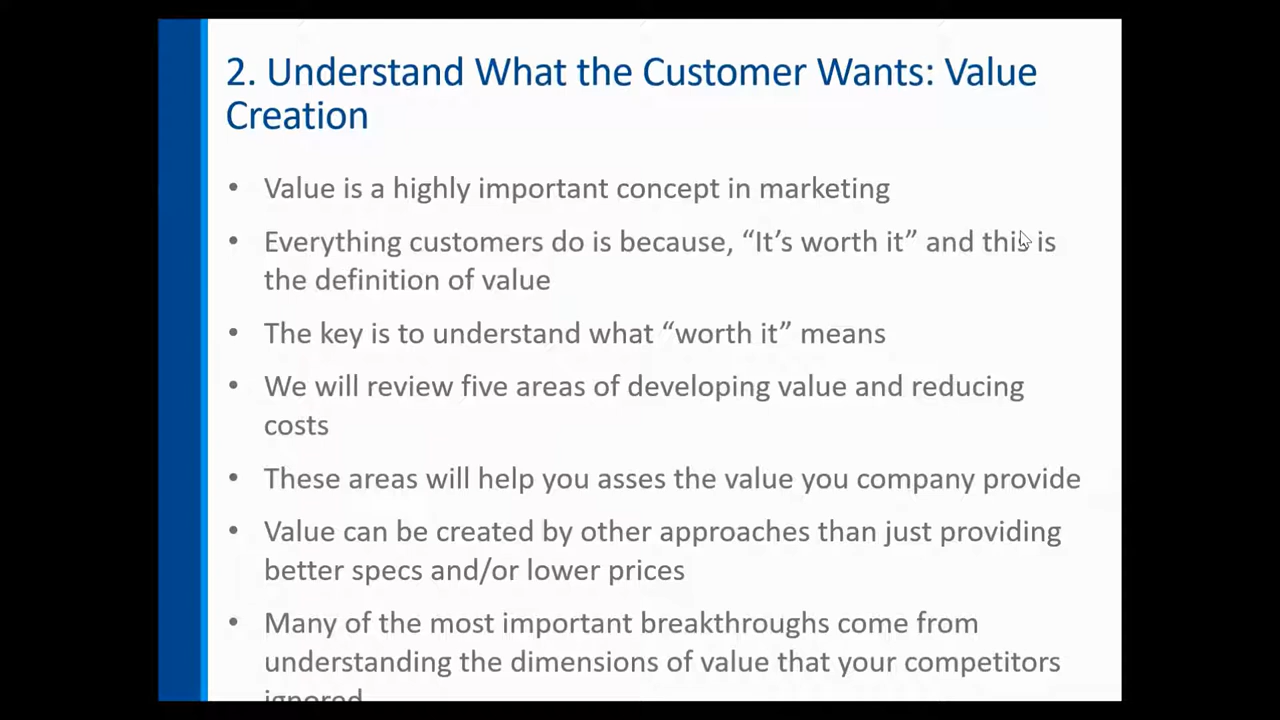 2. Understand What the Customer Wants: Value
Creation
• Value is a highly important concept in marketing
• Everything customers do is because, “It’s worth it” and this is
the definition of value
• The key is to understand what “worth it” means
• We will review five areas of developing value and reducing
costs
• These areas will help you asses the value you company provide
• Value can be created by other approaches than just providing
better specs and/or lower prices
• Many of the most important breakthroughs come from
understanding the dimensions of value that your competitors
ignored